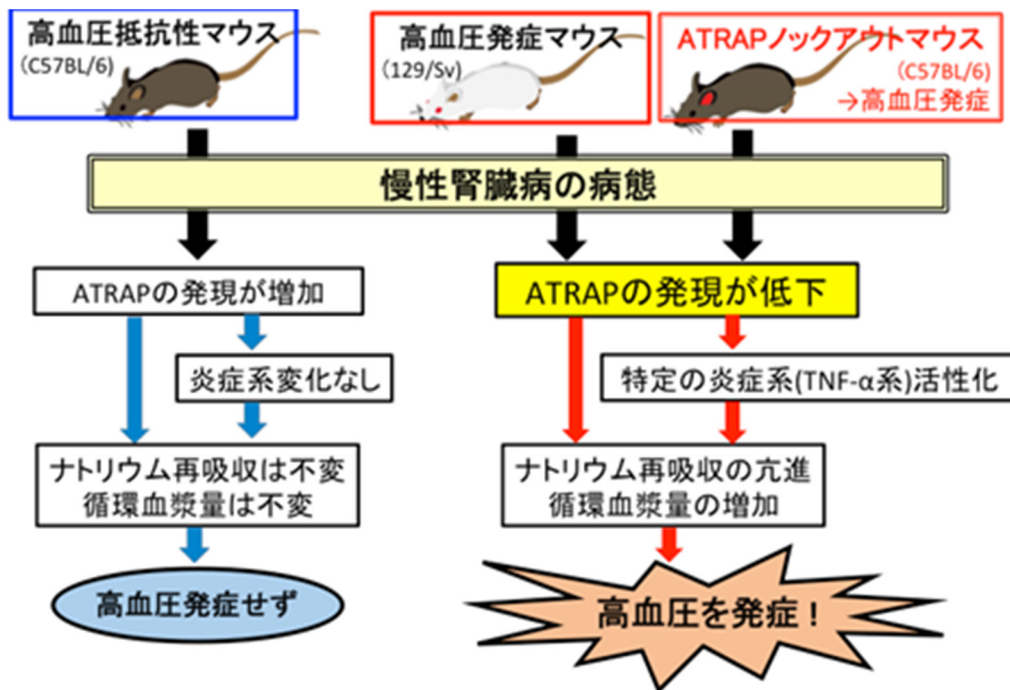 高血圧抵抗性マウス
(C57BL/6)
高血圧発症マウス
(129/Sv)
ATRAPノックアウトマウス
(C57BL/6)
→高血圧発症
慢性腎臓病の病態
ATRAPの発現が増加
ATRAPの発現が低下
炎症系変化なし
特定の炎症系(TNF-α系)活性化
ナトリウム再吸収は不変
循環血漿量は不変
ナトリウム再吸収の亢進
循環血漿量の増加
高血圧発症せず
高血圧を発症！